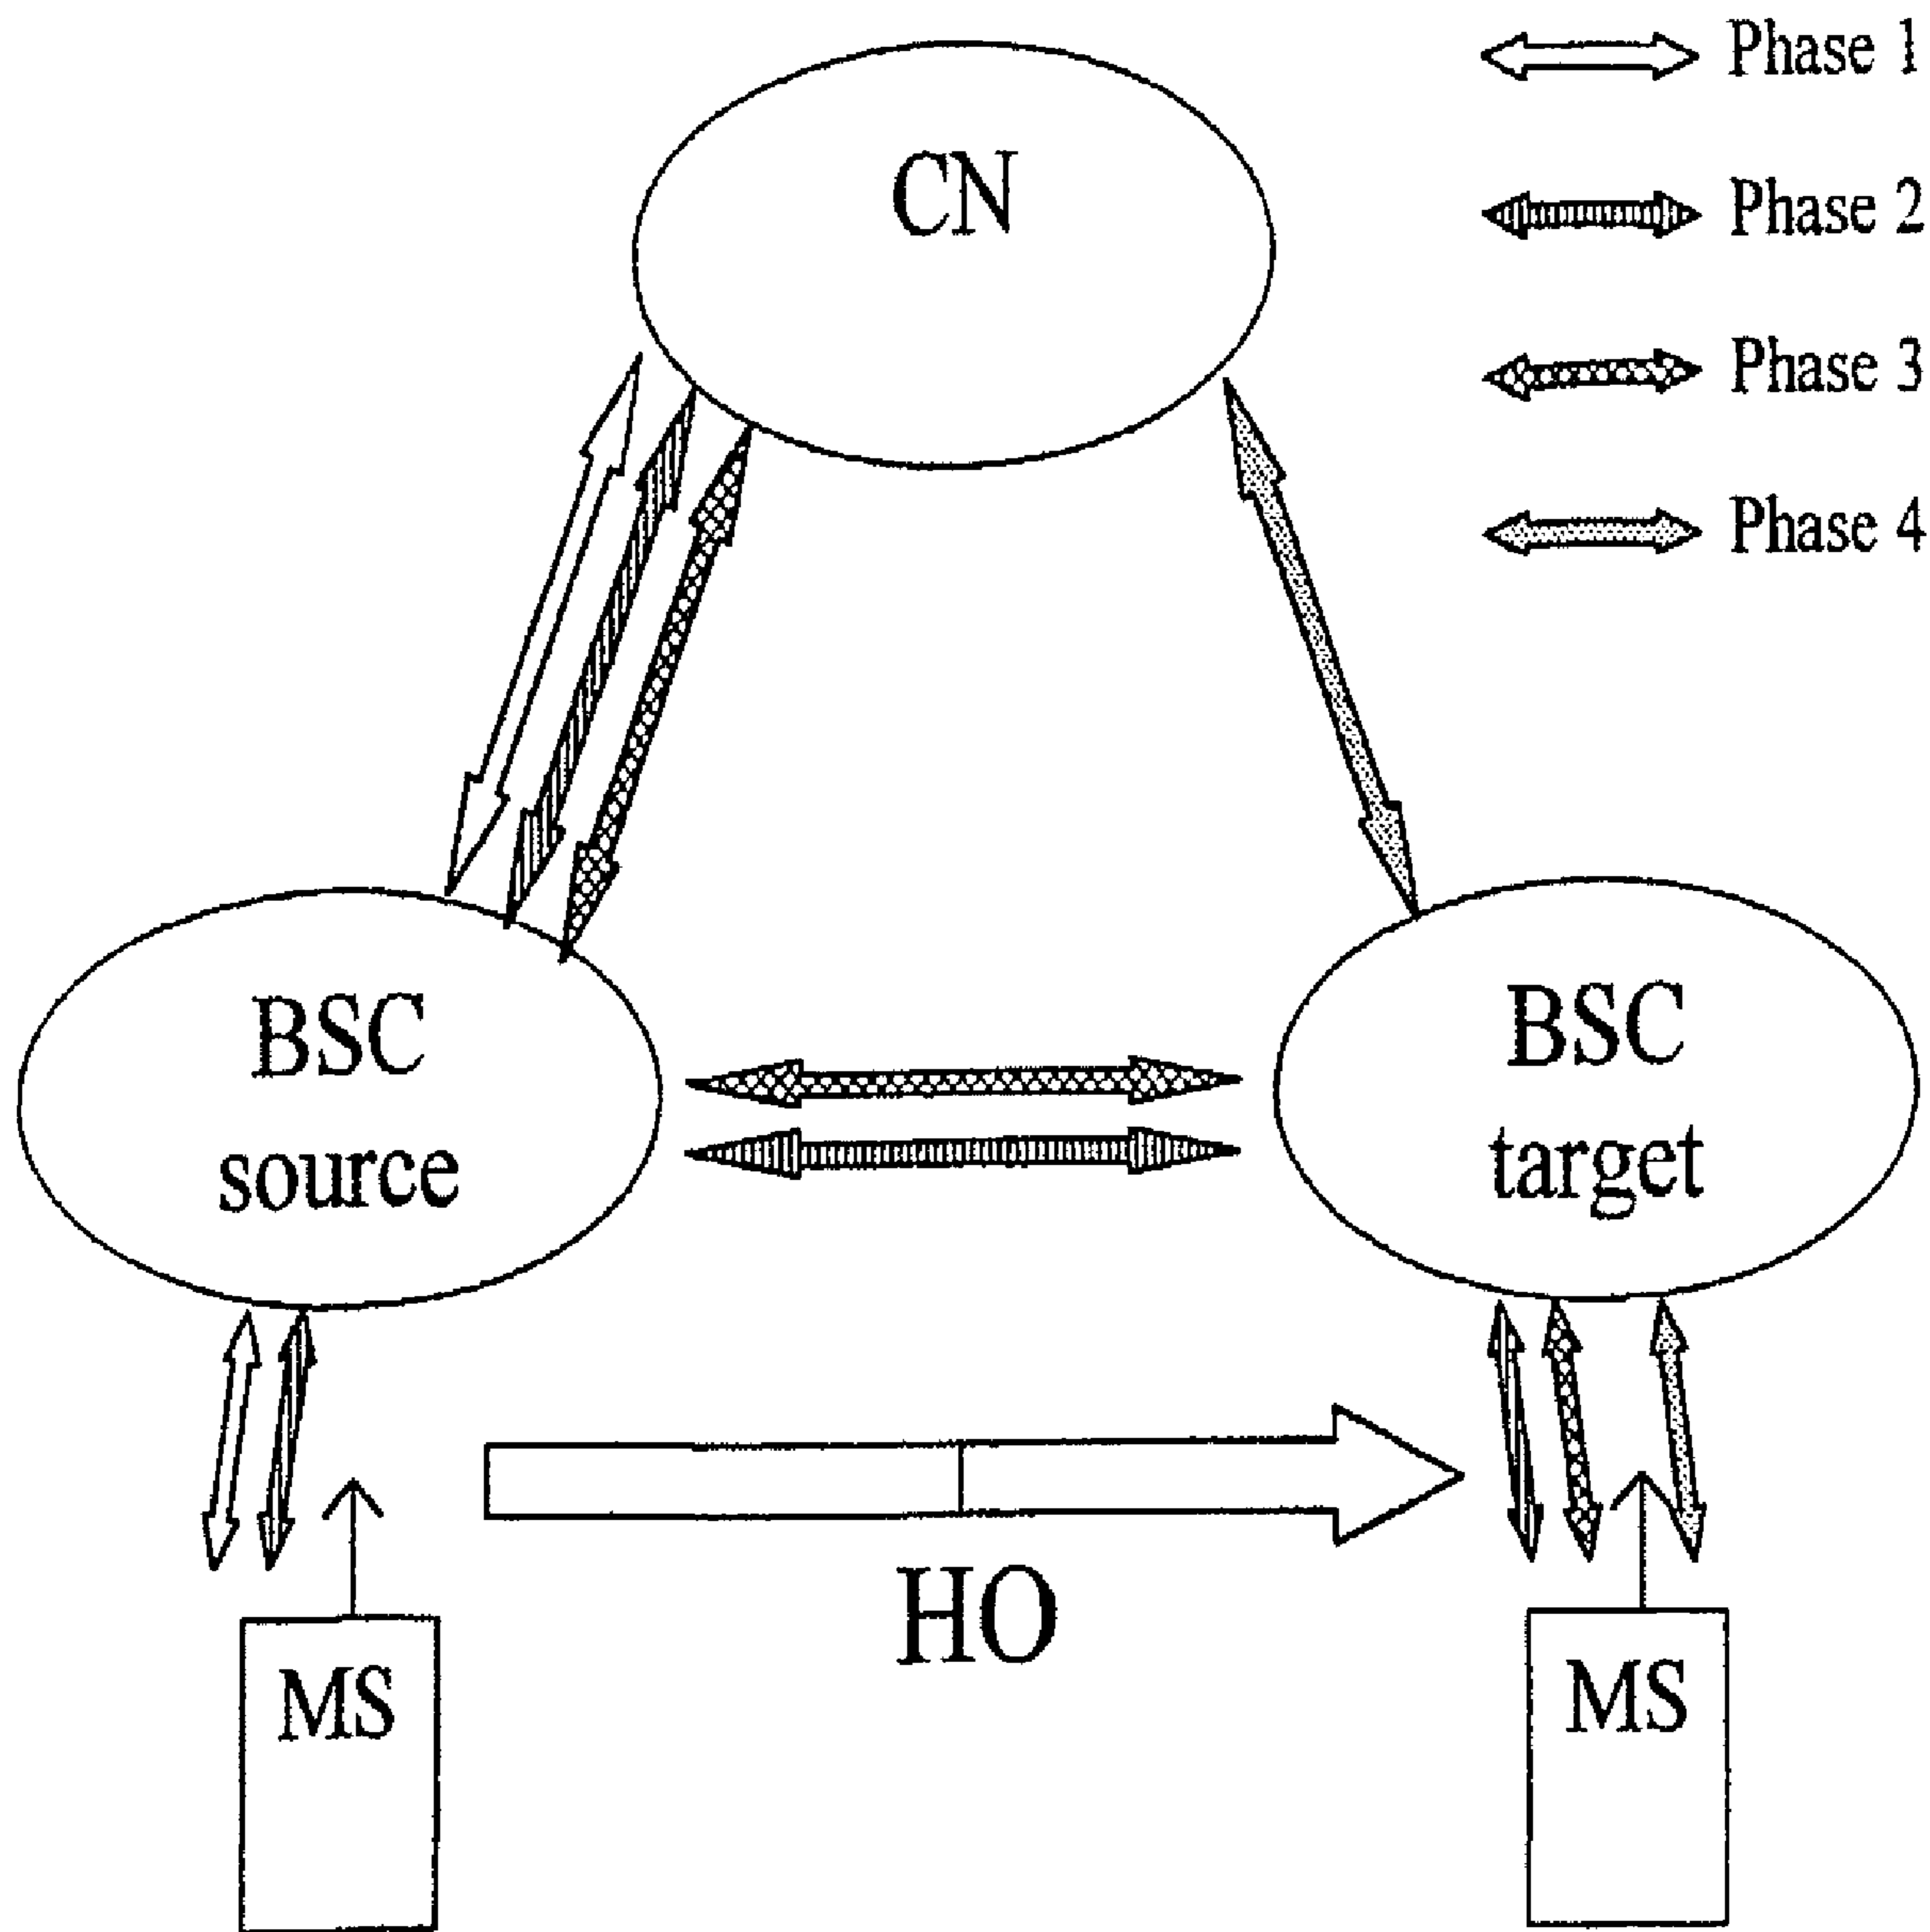 Phase 1
CN
Phase 2
Phase 3
Phase 4
BSC
source
BSC
target
HO
MS
MS